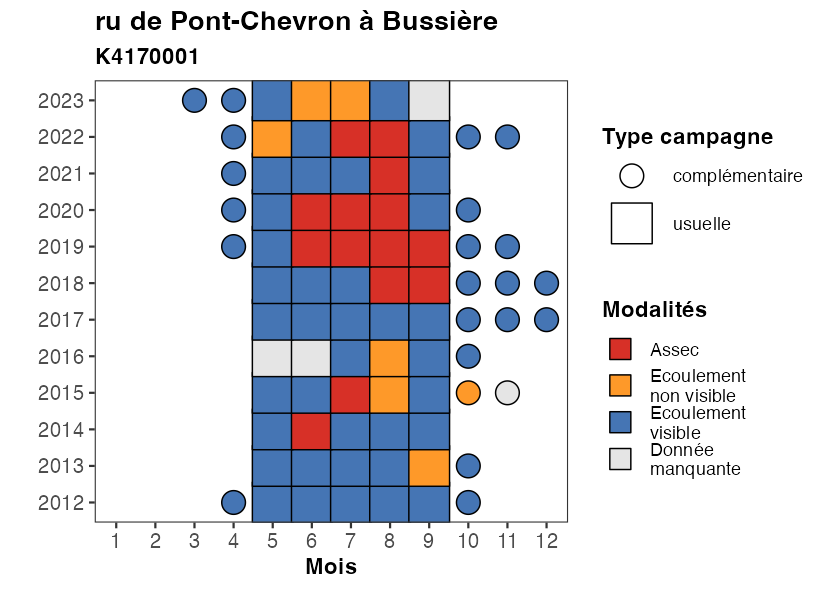 ru de Pont-Chevron à Bussière
K4170001
2023
2022
2021
2020
2019
2018
2017
2016
2015
2014
2013
2012
1 2 3 4 5 6 7 8 9 10 11 12
Mois
Type campagne
complémentaire
usuelle
Modalités
Assec
Ecoulement
non visible
Ecoulement
visible
Donnée
manquante